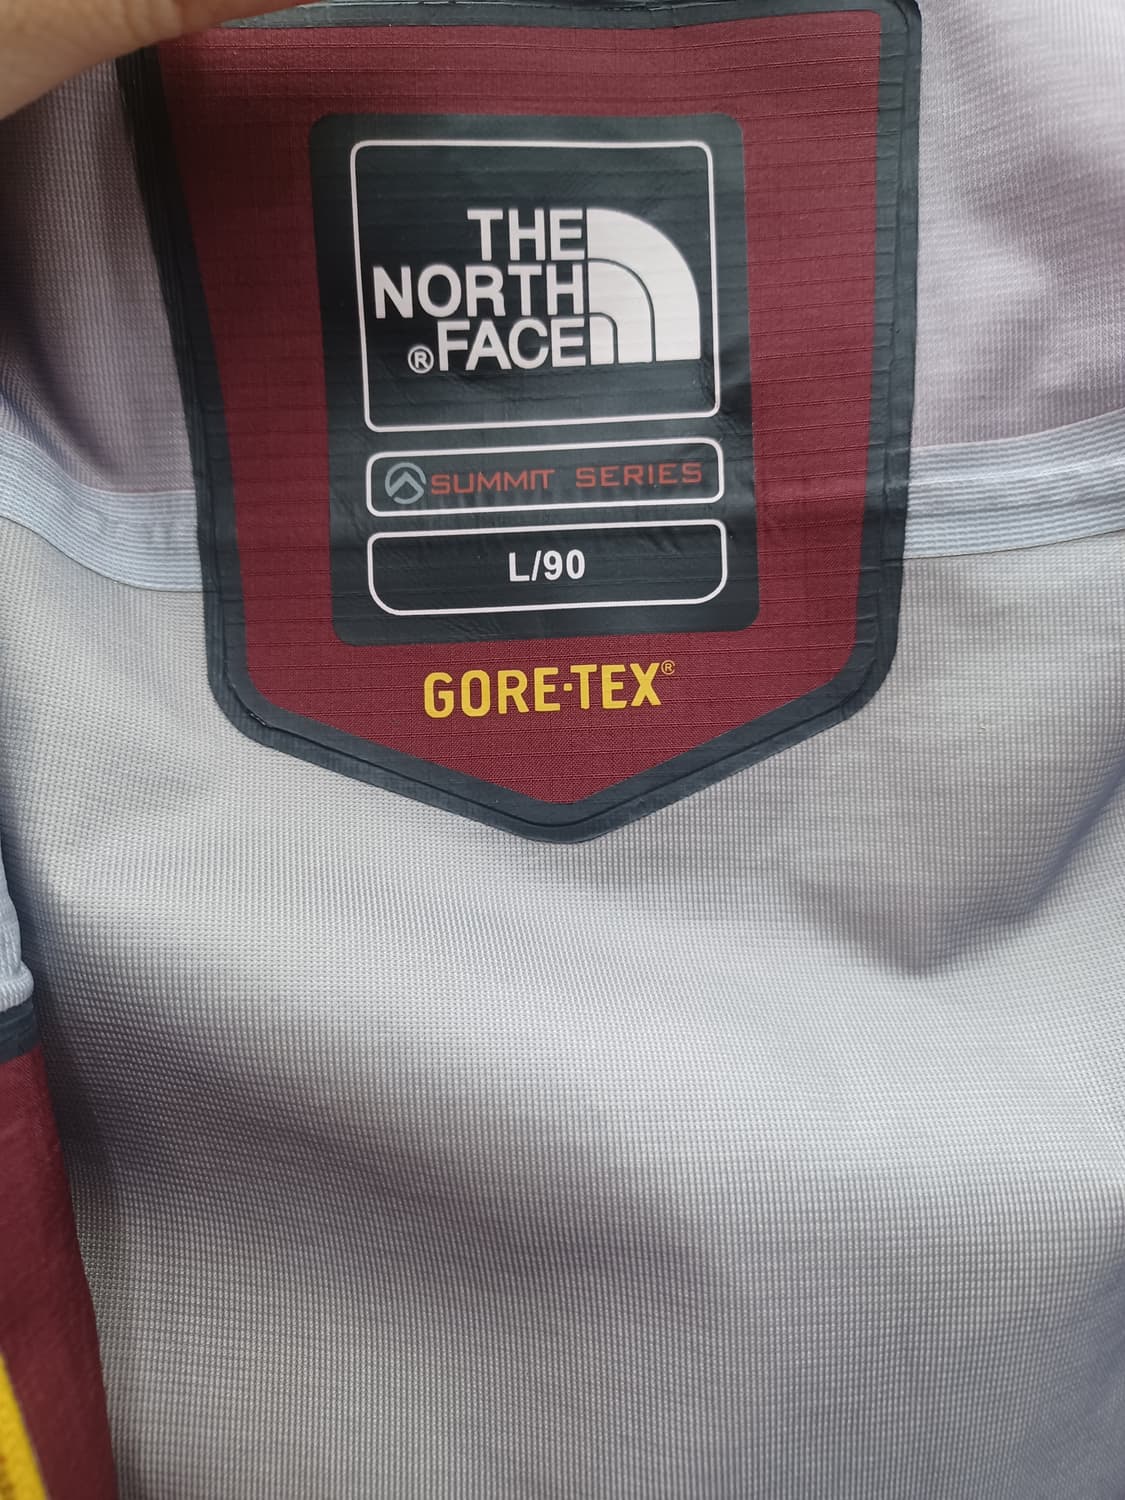 THE
NORTH
®FACE
SUMMIT SERIES
L/90
GORE·TEX®